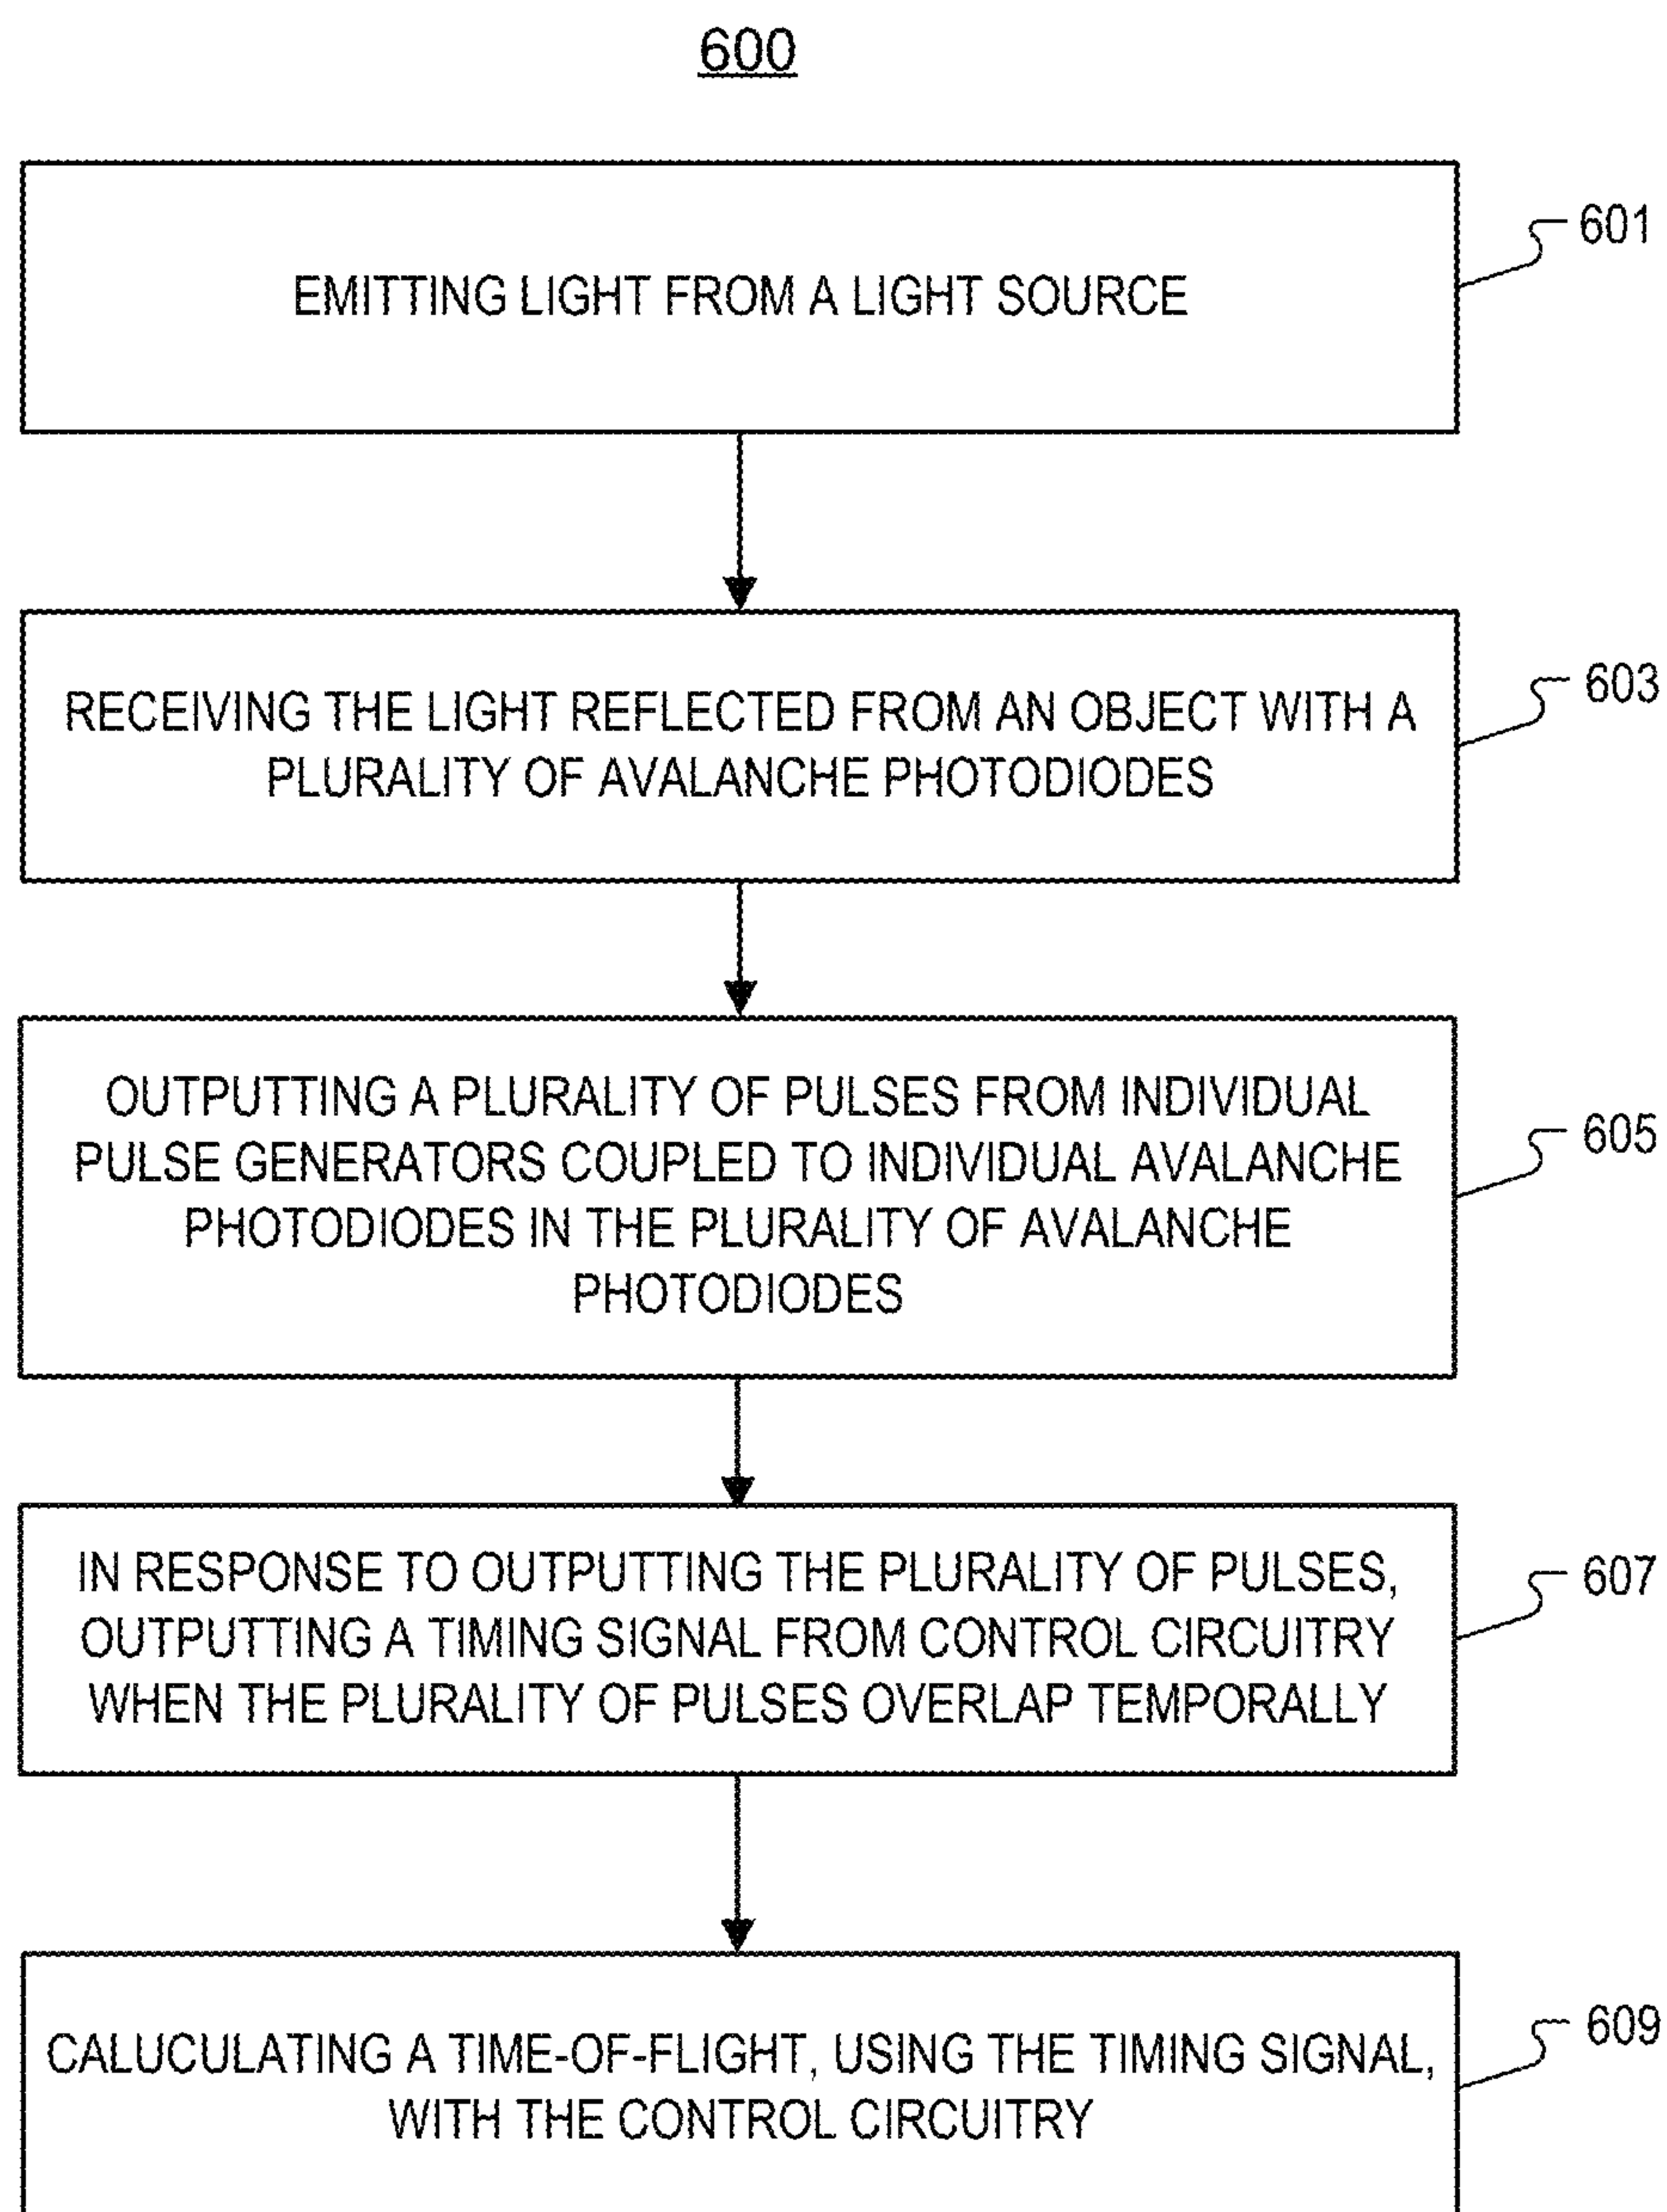 600
EMITTING LIGHT FROM A LIGHT SOURCE
601
RECEIVING THE LIGHT REFLECTED FROM AN OBJECT WITH A
PLURALITY OF AVALANCHE PHOTODIODES
603
OUTPUTTING A PLURALITY OF PULSES FROM INDIVIDUAL
PULSE GENERATORS COUPLED TO INDIVIDUAL AVALANCHE
PHOTODIODES IN THE PLURALITY OF AVALANCHE
PHOTODIODES
605
IN RESPONSE TO OUTPUTTING THE PLURALITY OF PULSES,
OUTPUTTING A TIMING SIGNAL FROM CONTROL CIRCUITRY
WHEN THE PLURALITY OF PULSES OVERLAP TEMPORALLY
607
CALUCULATING A TIME-OF-FLIGHT, USING THE TIMING SIGNAL,
WITH THE CONTROL CIRCUITRY
609